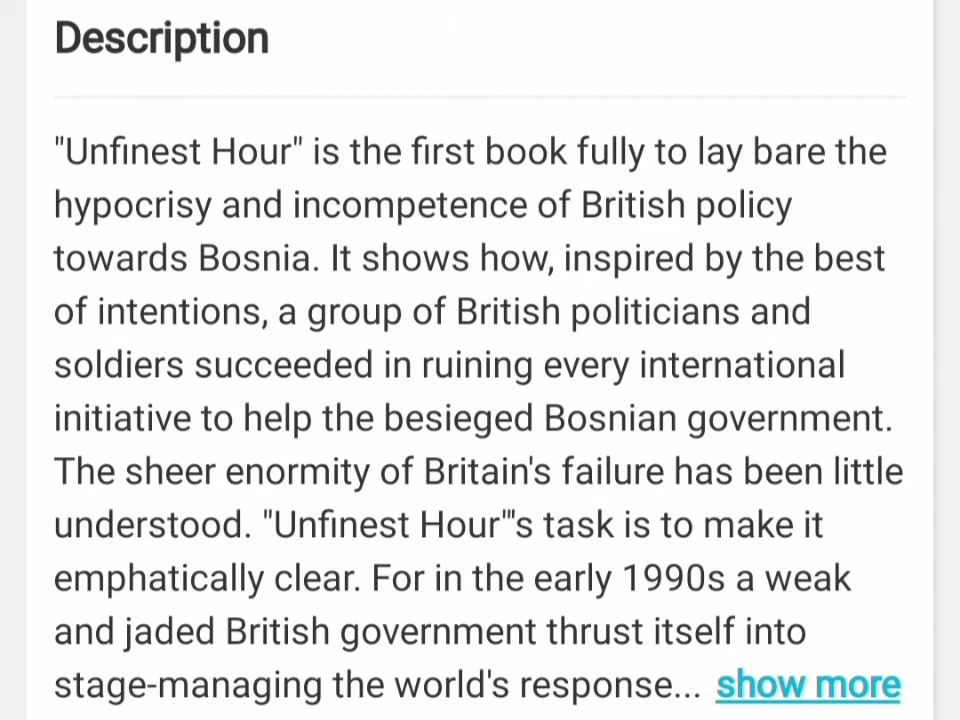 Description
"Unfinest Hour" is the first book fully to lay bare the
hypocrisy and incompetence of British policy
towards Bosnia. It shows how, inspired by the best
of intentions, a group of British politicians and
soldiers succeeded in ruining every international
initiative to help the besieged Bosnian government.
The sheer enormity of Britain's failure has been little
understood. "Unfinest Hour"'s task is to make it
emphatically clear. For in the early 1990s a weak
and jaded British government thrust itself into
stage-managing the world's response... show more